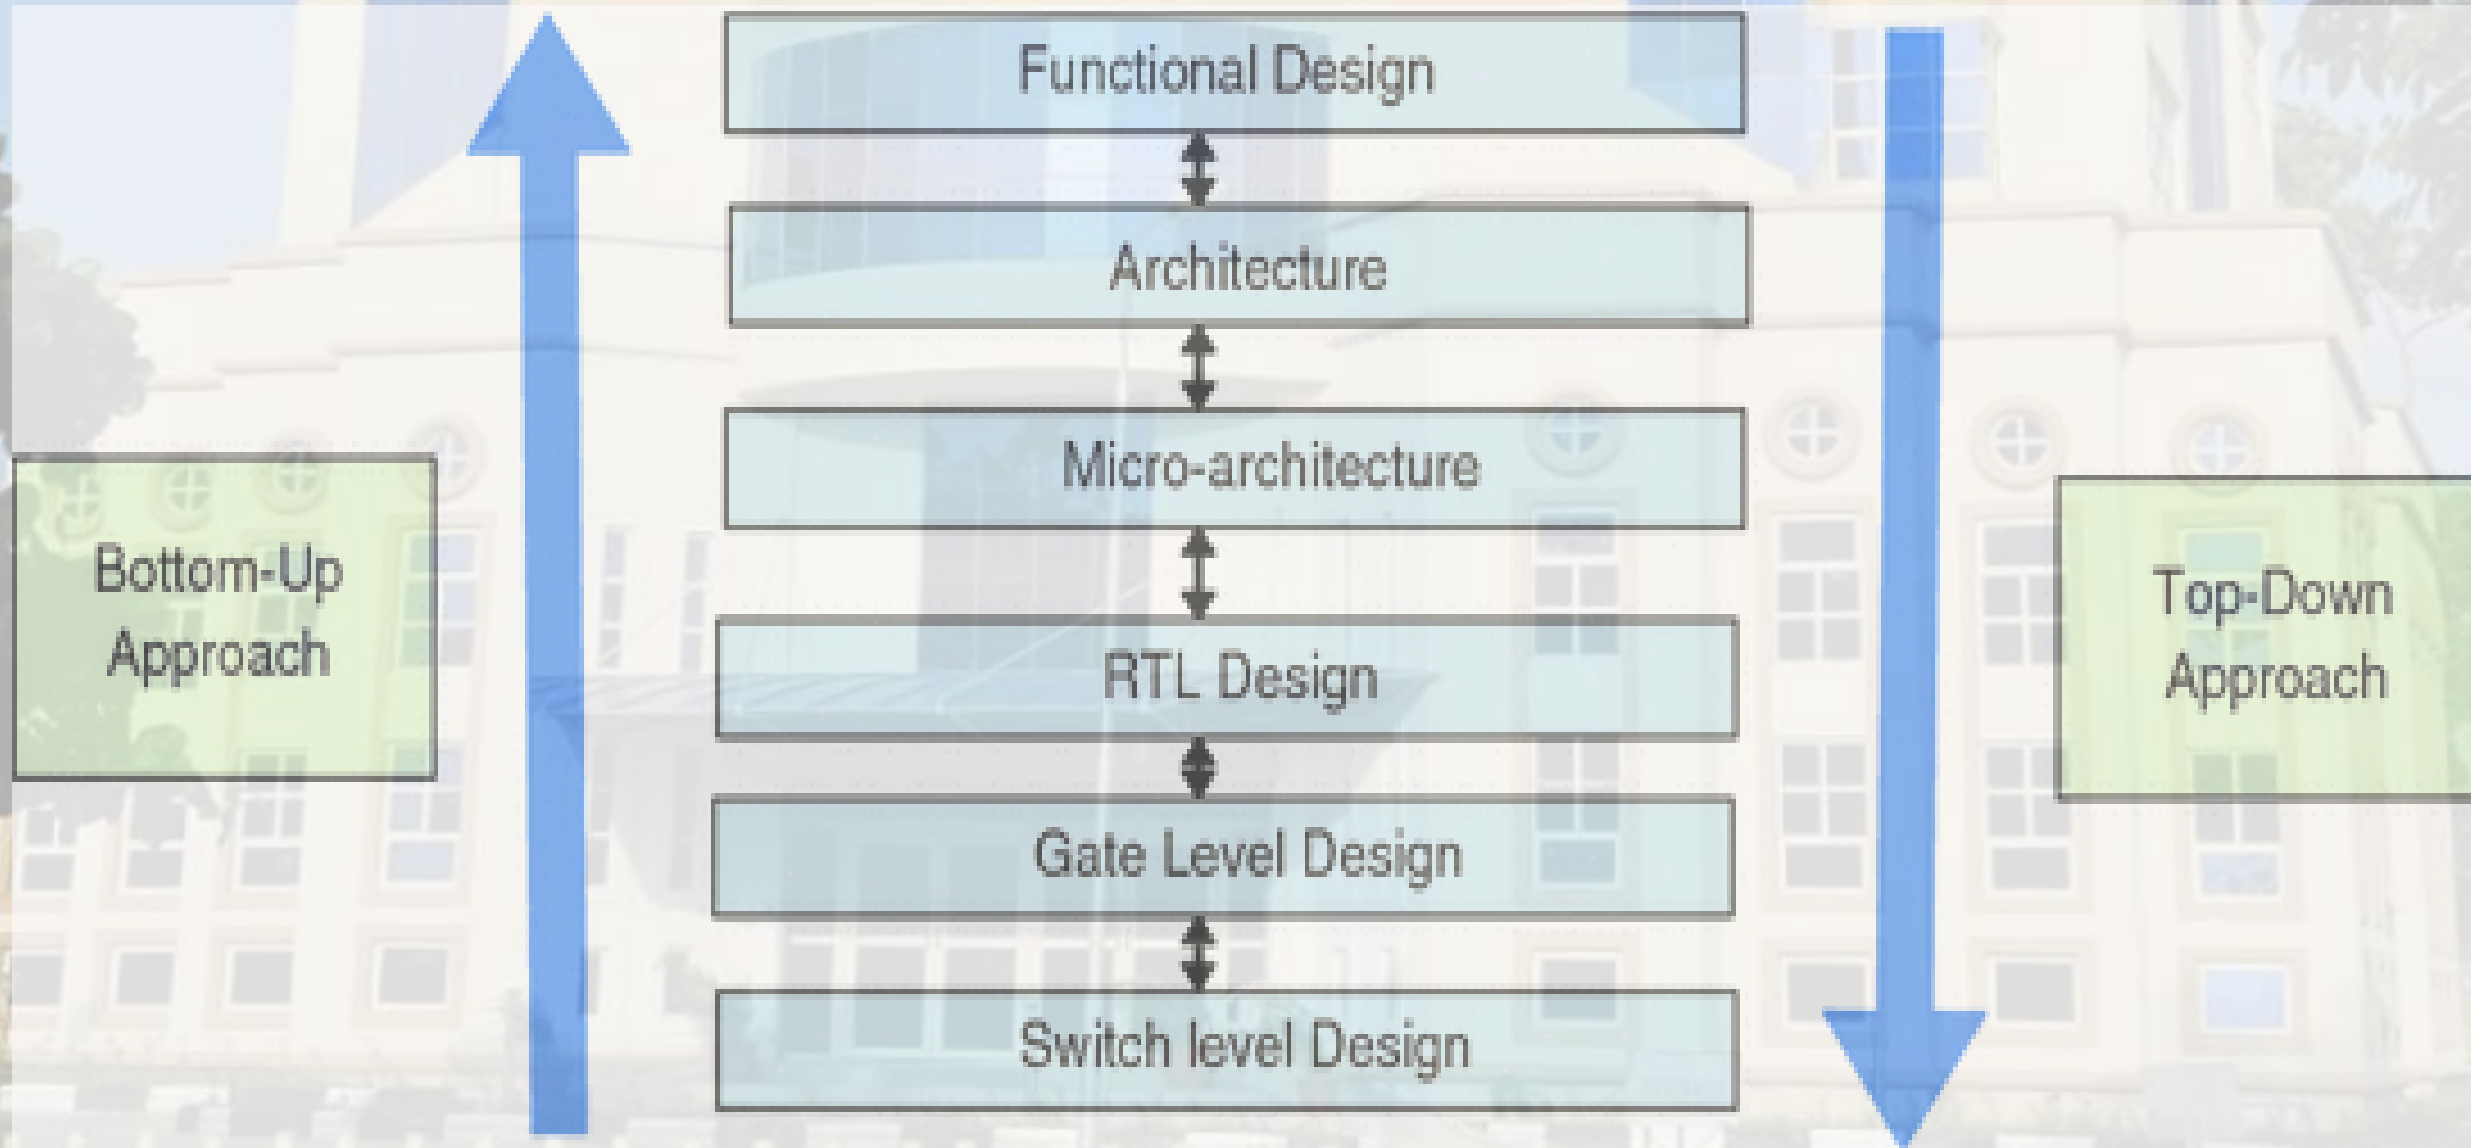 Functional Design
Architecture
Micro-architecture
Bottom-Up
Approach
Top-Down
Approach
RTL Design
Gate Level Design
Switch level Design